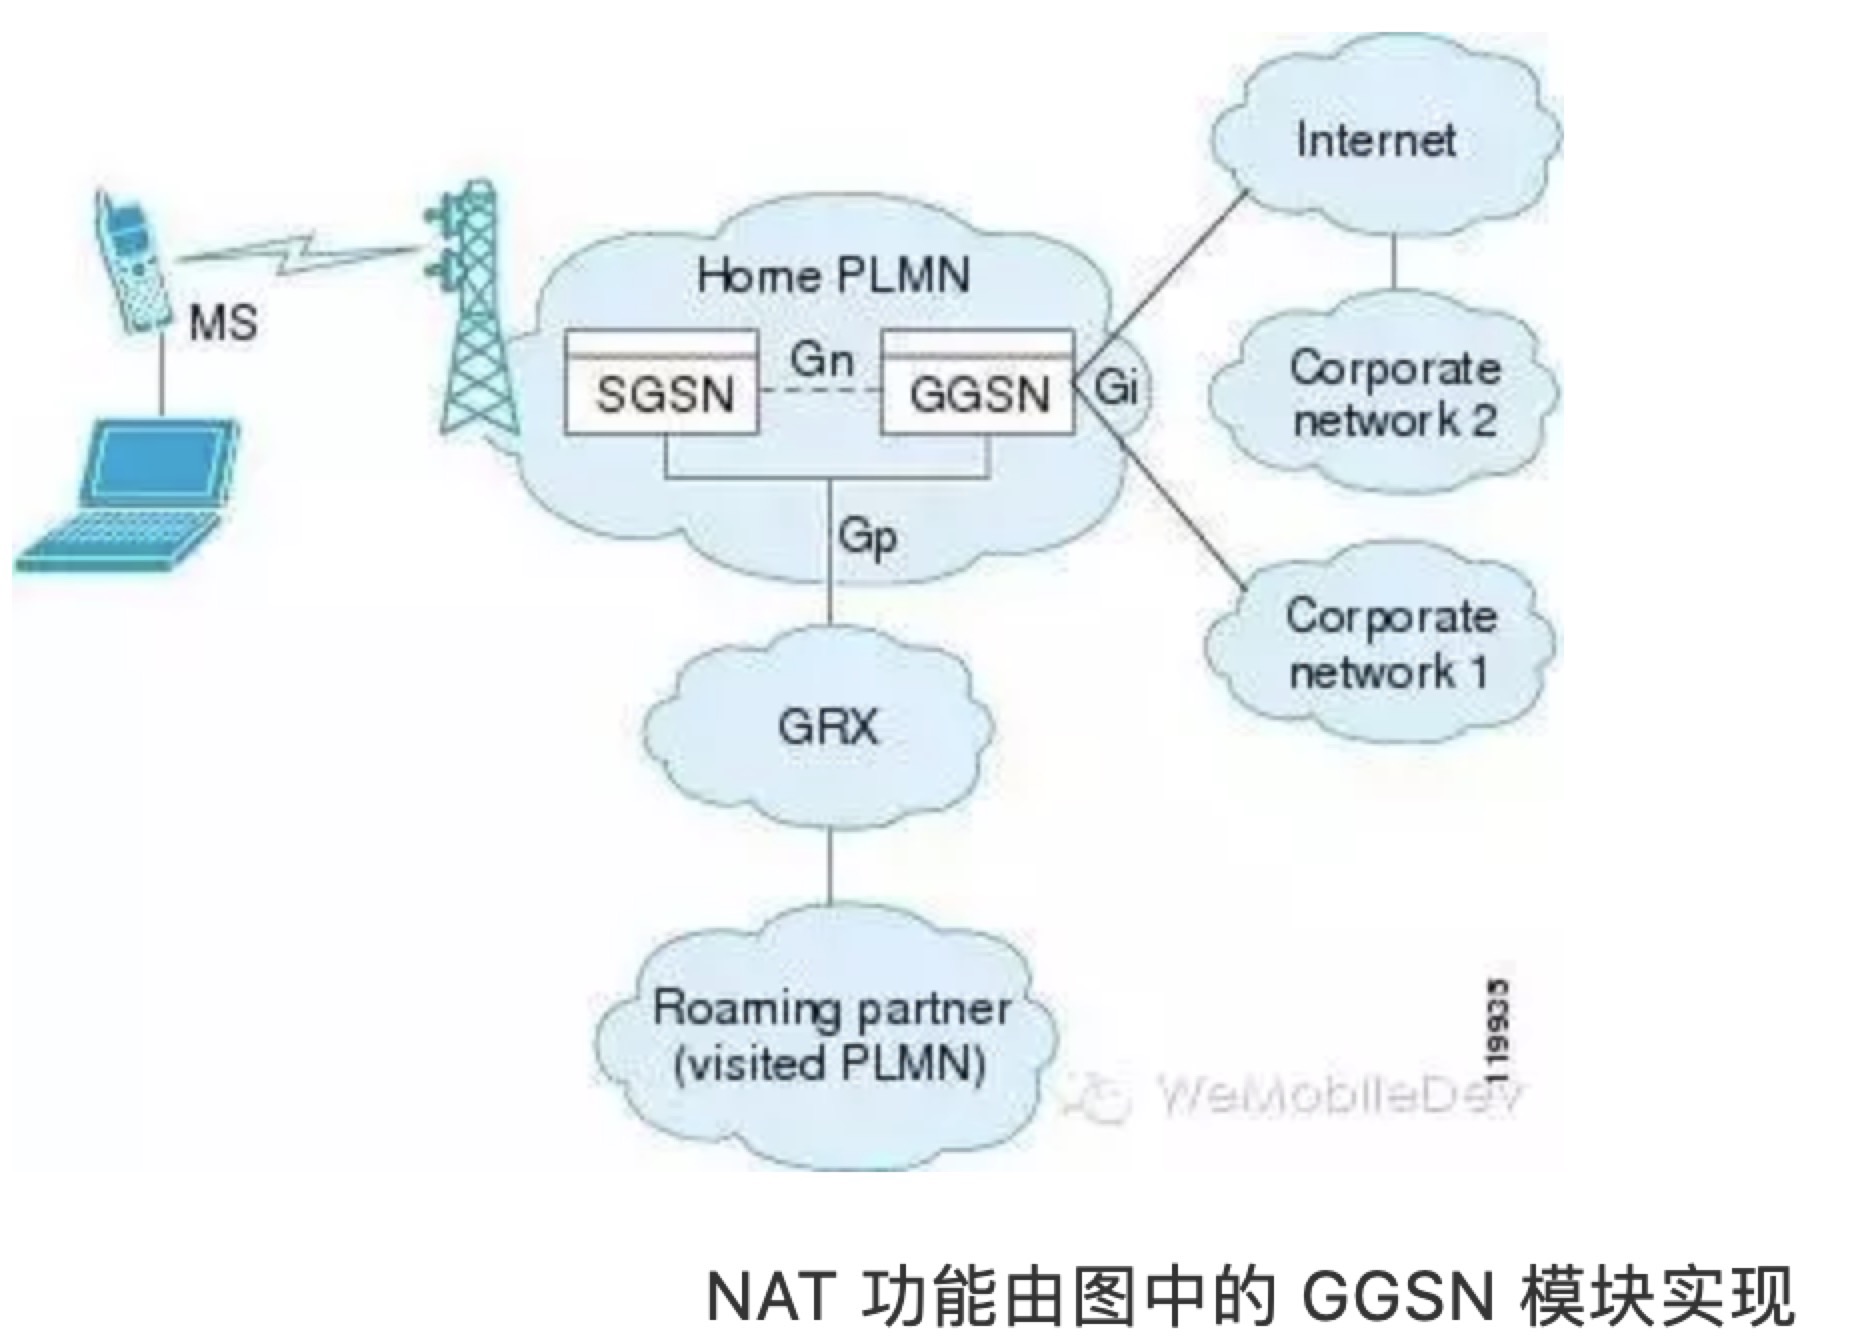 Internet
Home PLMN
MS
Gn
SGSN
GGSN
Gi
Corporate
network 2
Gp
Corporate
network 1
GRX
Roaming partner
(visited PLMN)
119935
WeMobileDev
NAT 功能由图中的 GGSN 模块实现